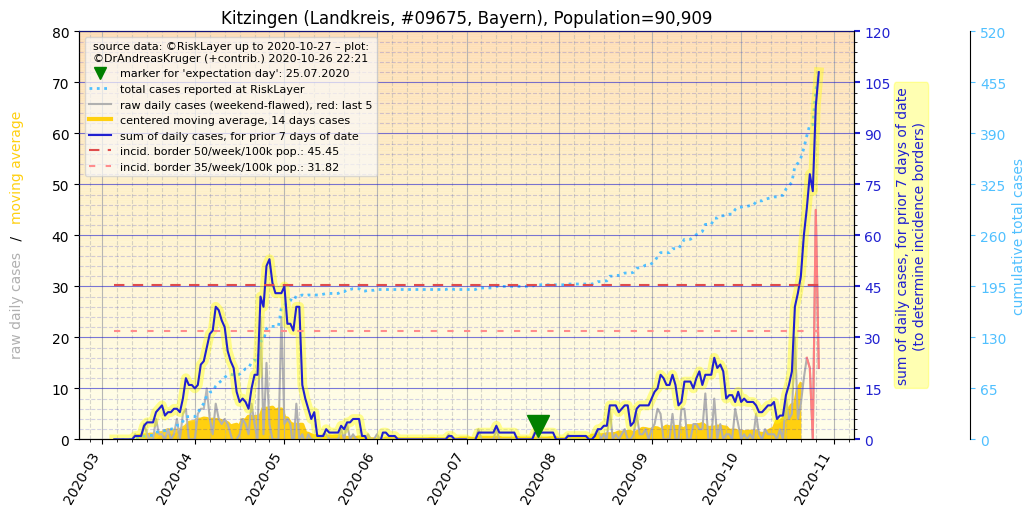 Kitzingen (Landkreis, #09675, Bayern), Population=90,909
source data: ©RiskLayer up to 2020-10-27 – plot:
©DrAndreasKruger (+contrib.) 2020-10-26 22:21
marker for 'expectation day': 25.07.2020
total cases reported at RiskLayer
raw daily cases (weekend-flawed), red: last 5
centered moving average, 14 days cases
sum of daily cases, for prior 7 days of date
incid. border 50/week/100k pop.: 45.45
incid. border 35/week/100k pop.: 31.82
raw daily cases / moving average
80
70
60
50
40
30
20
10
0
2020-03
2020-04
2020-05
2020-06
2020-07
2020-08
2020-09
2020-10
2020-11
120
105
90
75
60
45
30
15
0
sum of daily cases, for prior 7 days of date
(to determine incidence borders)
520
455
390
325
260
195
130
65
0
cumulative total cases